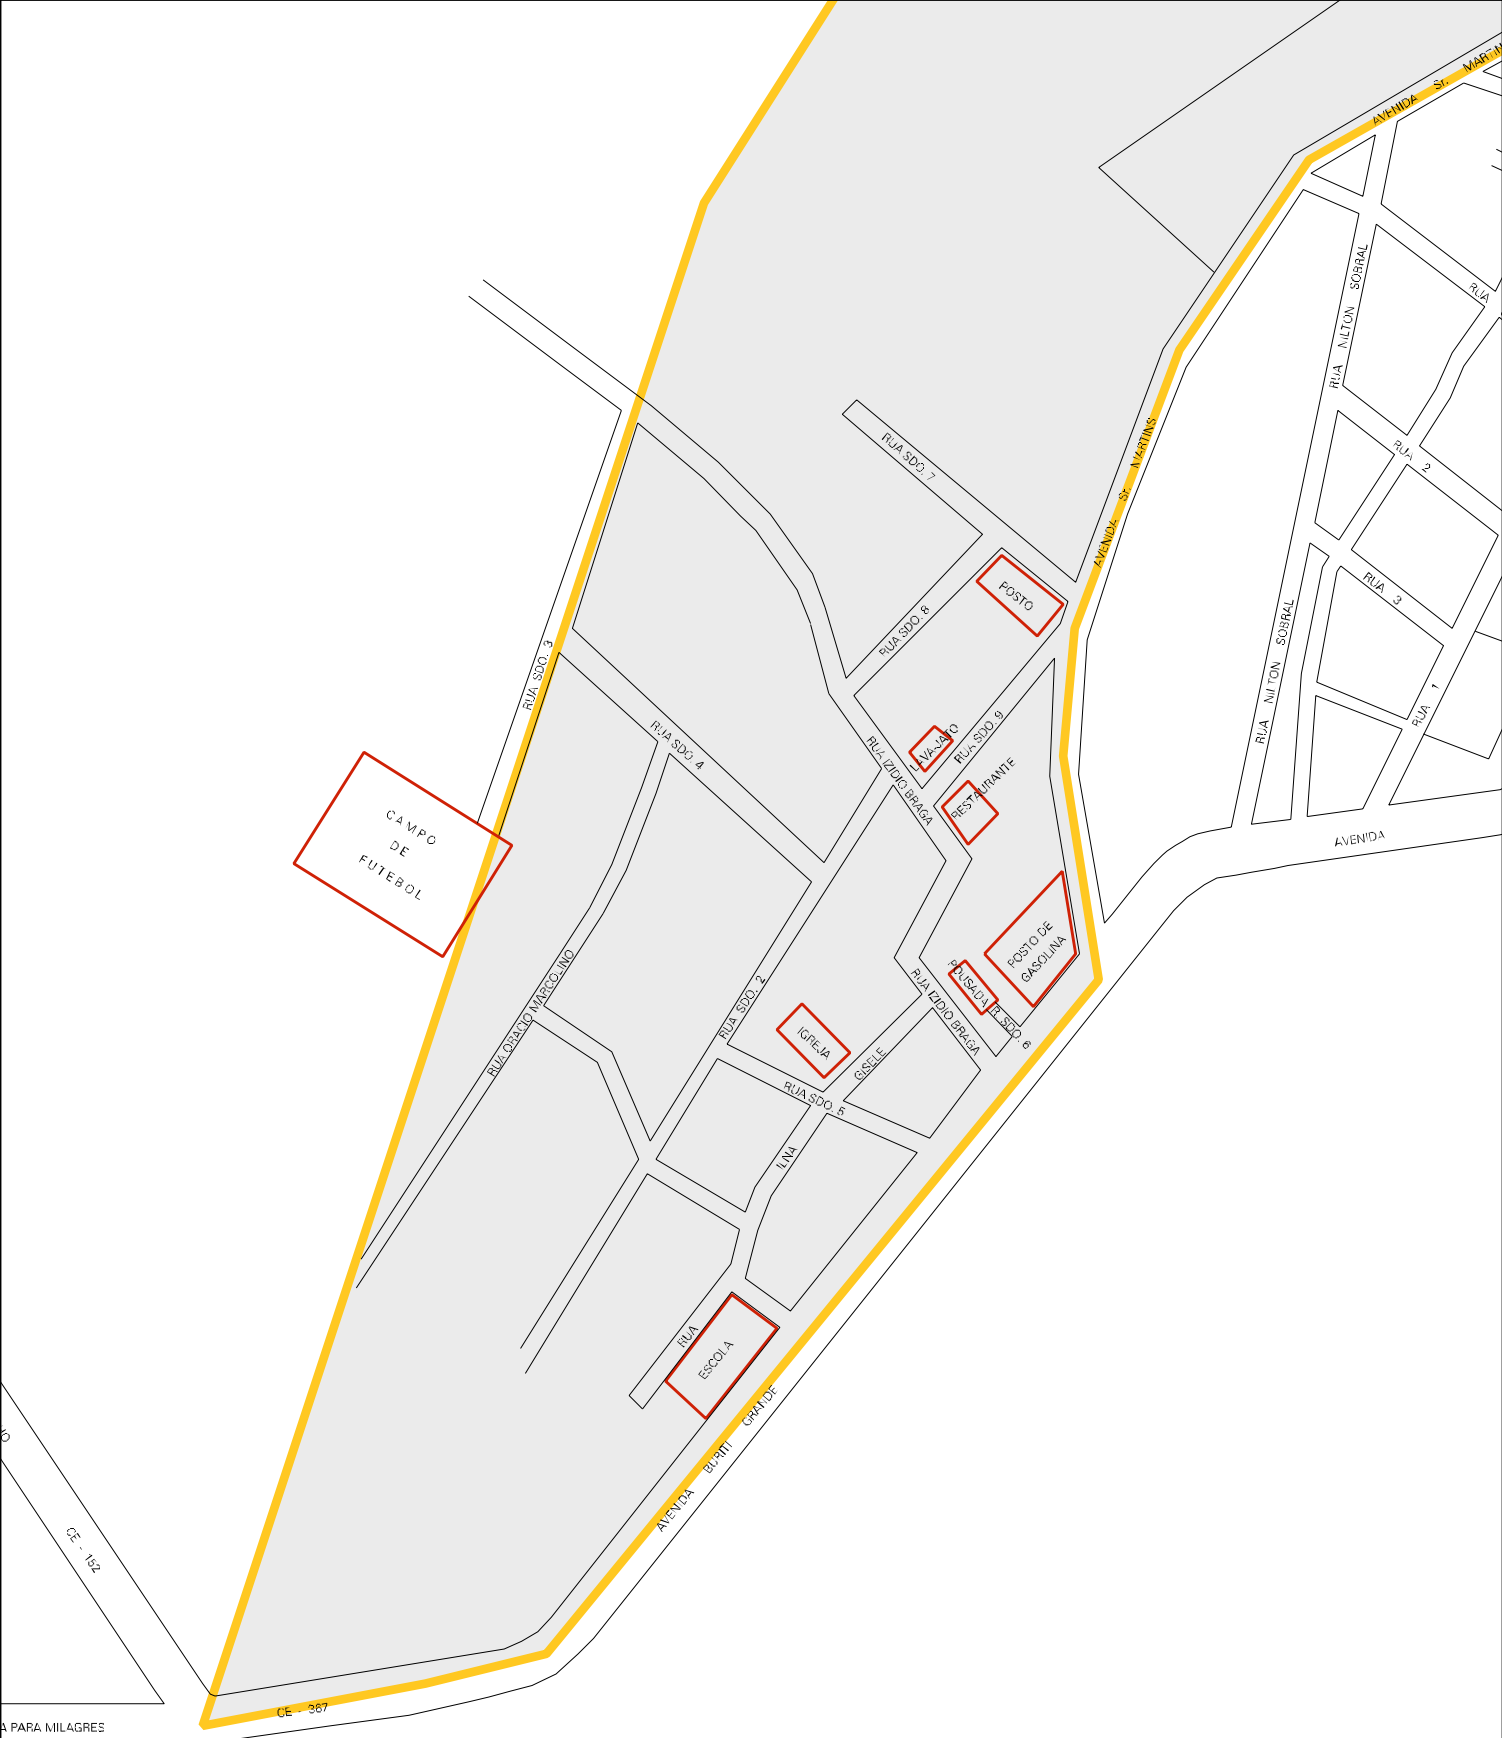 AVENIDA Sr. MARTIN
RUA NILTON SOBRAL
RUA
RUA SDO. 7
AVENIDA Sr. MARTINS
RUA 2
POSTO
RUA 3
RUA SDO. 8
RUA NILTON SOBRAL
RUA SDO. 3
RUA 1
RUA SDO. 4
LAVAJATO
RUA SDO. 9
RUA IZIDIO BRAGA
RESTAURANTE
CAMPO
DE
FUTEBOL
AVENIDA
POSTO DE
GASOLINA
RUA ORACIO MARCOLINO
RUA SDO. 2
POUSADA
RUA IZIDIO BRAGA
R. SDO. 6
IGREJA
GISELE
RUA SDO. 5
ILNA
RUA
ESCOLA
AVENIDA BURITI GRANDE
CE - 152
CE - 367
A PARA MILAGRES